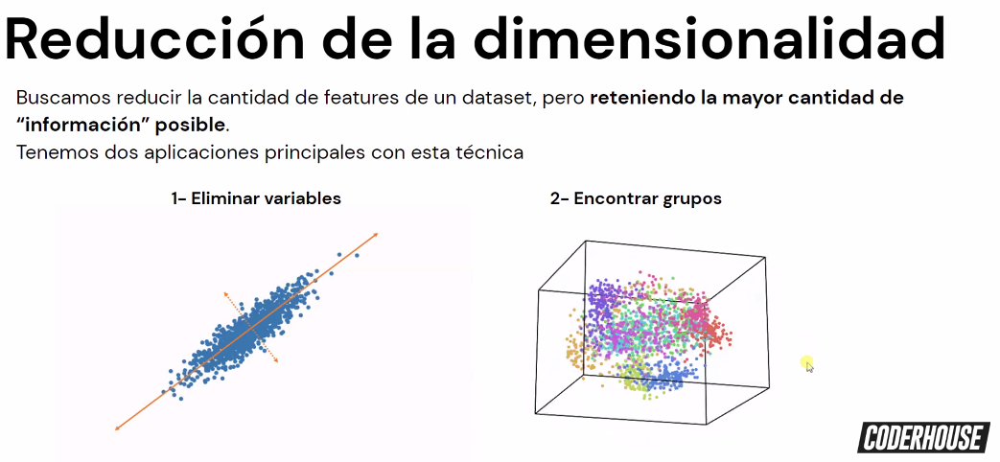 Reducción de la dimensionalidad
Buscamos reducir la cantidad de features de un dataset, pero reteniendo la mayor cantidad de
“información” posible.
Tenemos dos aplicaciones principales con esta técnica
1- Eliminar variables
2- Encontrar grupos
CODERHOUSE